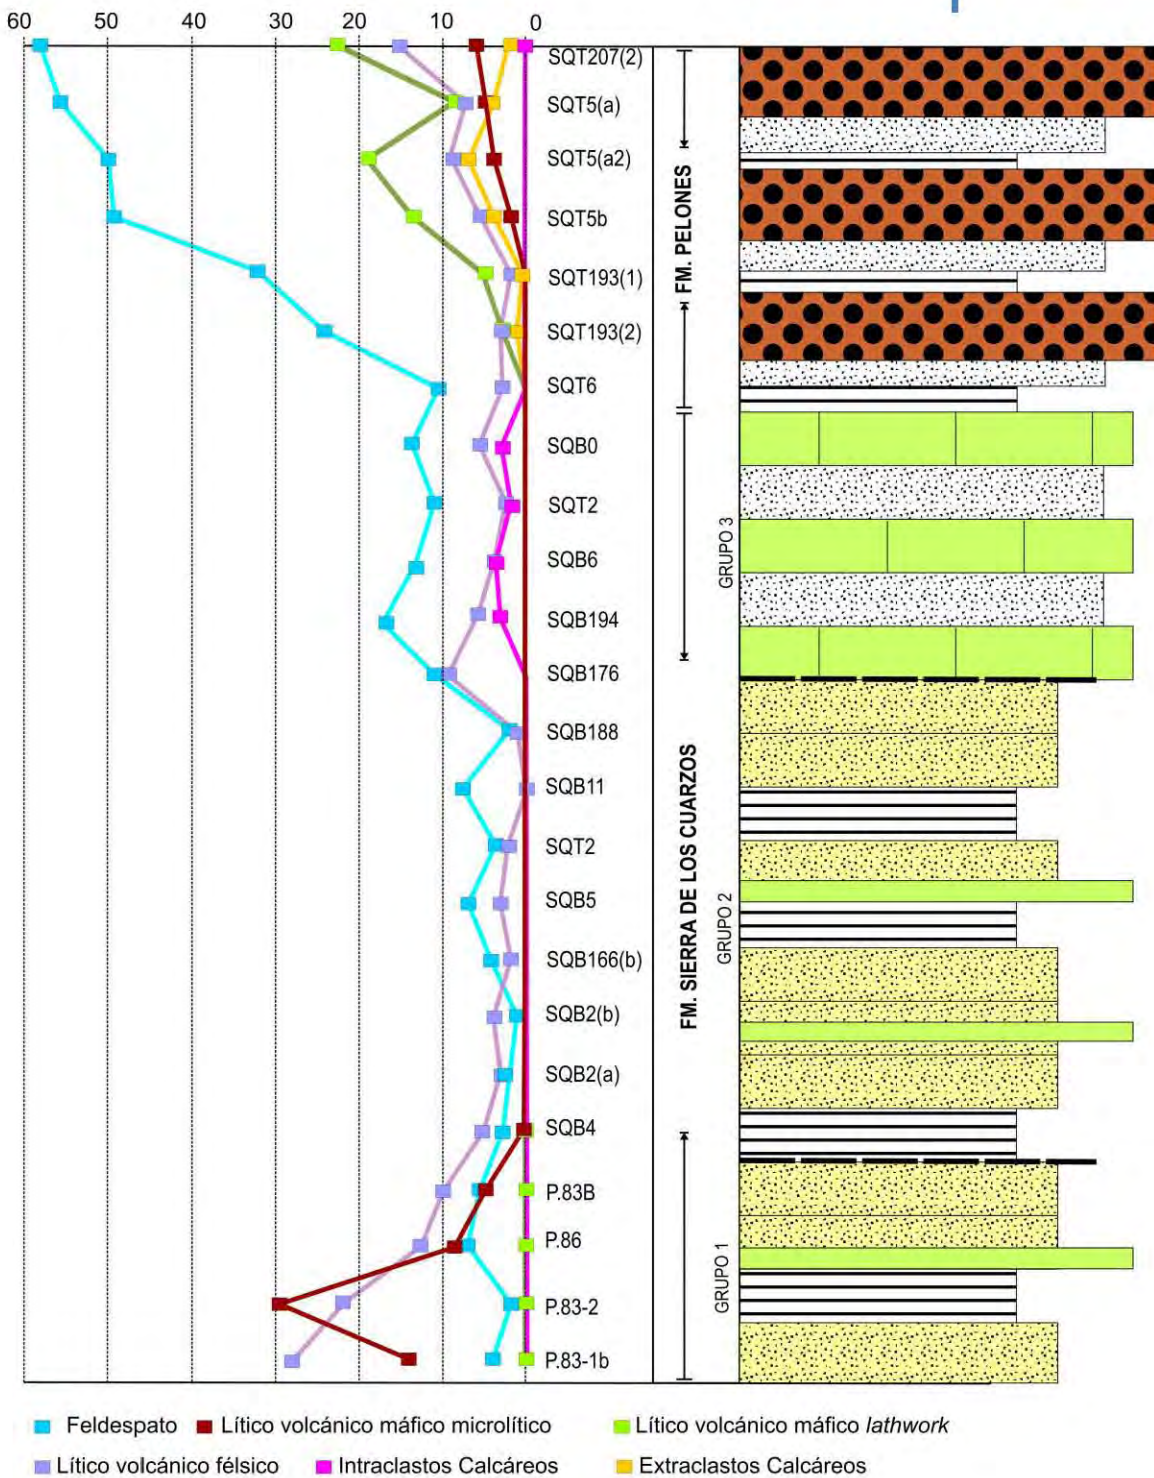 60 50 40 30 20 10 0
SQT207(2)
SQT5(a)
SQT5(a2)
SQT5b
SQT193(1)
SQT193(2)
SQT6
SQB0
SQT2
SQB6
SQB194
SQB176
SQB188
SQB11
SQT2
SQB5
SQB166(b)
SQB2(b)
SQB2(a)
SQB4
P.83B
P.86
P.83-2
P.83-1b
FM. PELONES
FM. SIERRA DE LOS CUARZOS
GRUPO 3
GRUPO 2
GRUPO 1
Feldespato Lítico volcánico máfico microlítico Lítico volcánico máfico lathwork
Lítico volcánico félsico Intraclastos Calcáreos Extraclastos Calcáreos